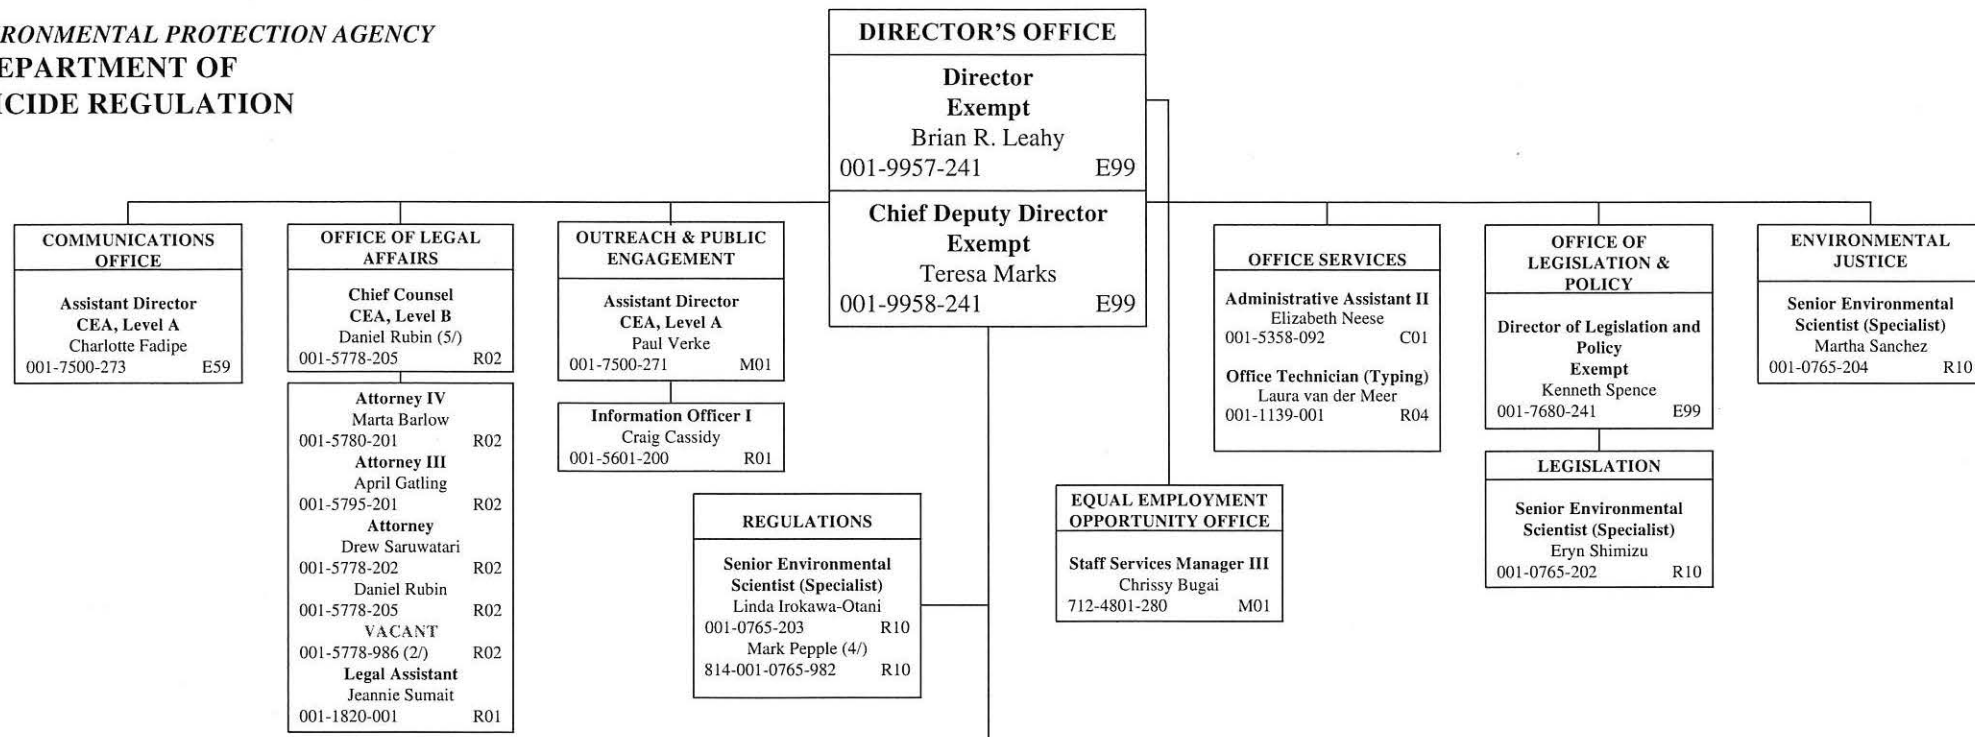 RONMENTAL PROTECTION AGENCY
EPARTMENT OF
ICIDE REGULATION
DIRECTOR'S OFFICE
Director
Exempt
Brian R. Leahy
001-9957-241 E99
Chief Deputy Director
Exempt
Teresa Marks
001-9958-241 E99
COMMUNICATIONS
OFFICE
Assistant Director
CEA, Level A
Charlotte Fadipe
001-7500-273 E59
OFFICE OF LEGAL
AFFAIRS
Chief Counsel
CEA, Level B
Daniel Rubin (5/)
001-5778-205 R02
Attorney IV
Marta Barlow
001-5780-201 R02
Attorney III
April Gatling
001-5795-201 R02
Attorney
Drew Saruwatari
001-5778-202 R02
Daniel Rubin
001-5778-205 R02
VACANT
001-5778-986 (2/) R02
Legal Assistant
Jeannie Sumait
001-1820-001 R01
OUTREACH & PUBLIC
ENGAGEMENT
Assistant Director
CEA, Level A
Paul Verke
001-7500-271 M01
Information Officer I
Craig Cassidy
001-5601-200 R01
REGULATIONS
Senior Environmental
Scientist (Specialist)
Linda Irokawa-Otani
001-0765-203 R10
Mark Pepple (4/)
814-001-0765-982 R10
EQUAL EMPLOYMENT
OPPORTUNITY OFFICE
Staff Services Manager III
Chrissy Bugai
712-4801-280 M01
OFFICE SERVICES
Administrative Assistant II
Elizabeth Neese
001-5358-092 C01
Office Technician (Typing)
Laura van der Meer
001-1139-001 R04
OFFICE OF
LEGISLATION &
POLICY
Director of Legislation and
Policy
Exempt
Kenneth Spence
001-7680-241 E99
LEGISLATION
Senior Environmental
Scientist (Specialist)
Eryn Shimizu
001-0765-202 R10
ENVIRONMENTAL
JUSTICE
Senior Environmental
Scientist (Specialist)
Martha Sanchez
001-0765-204 R10